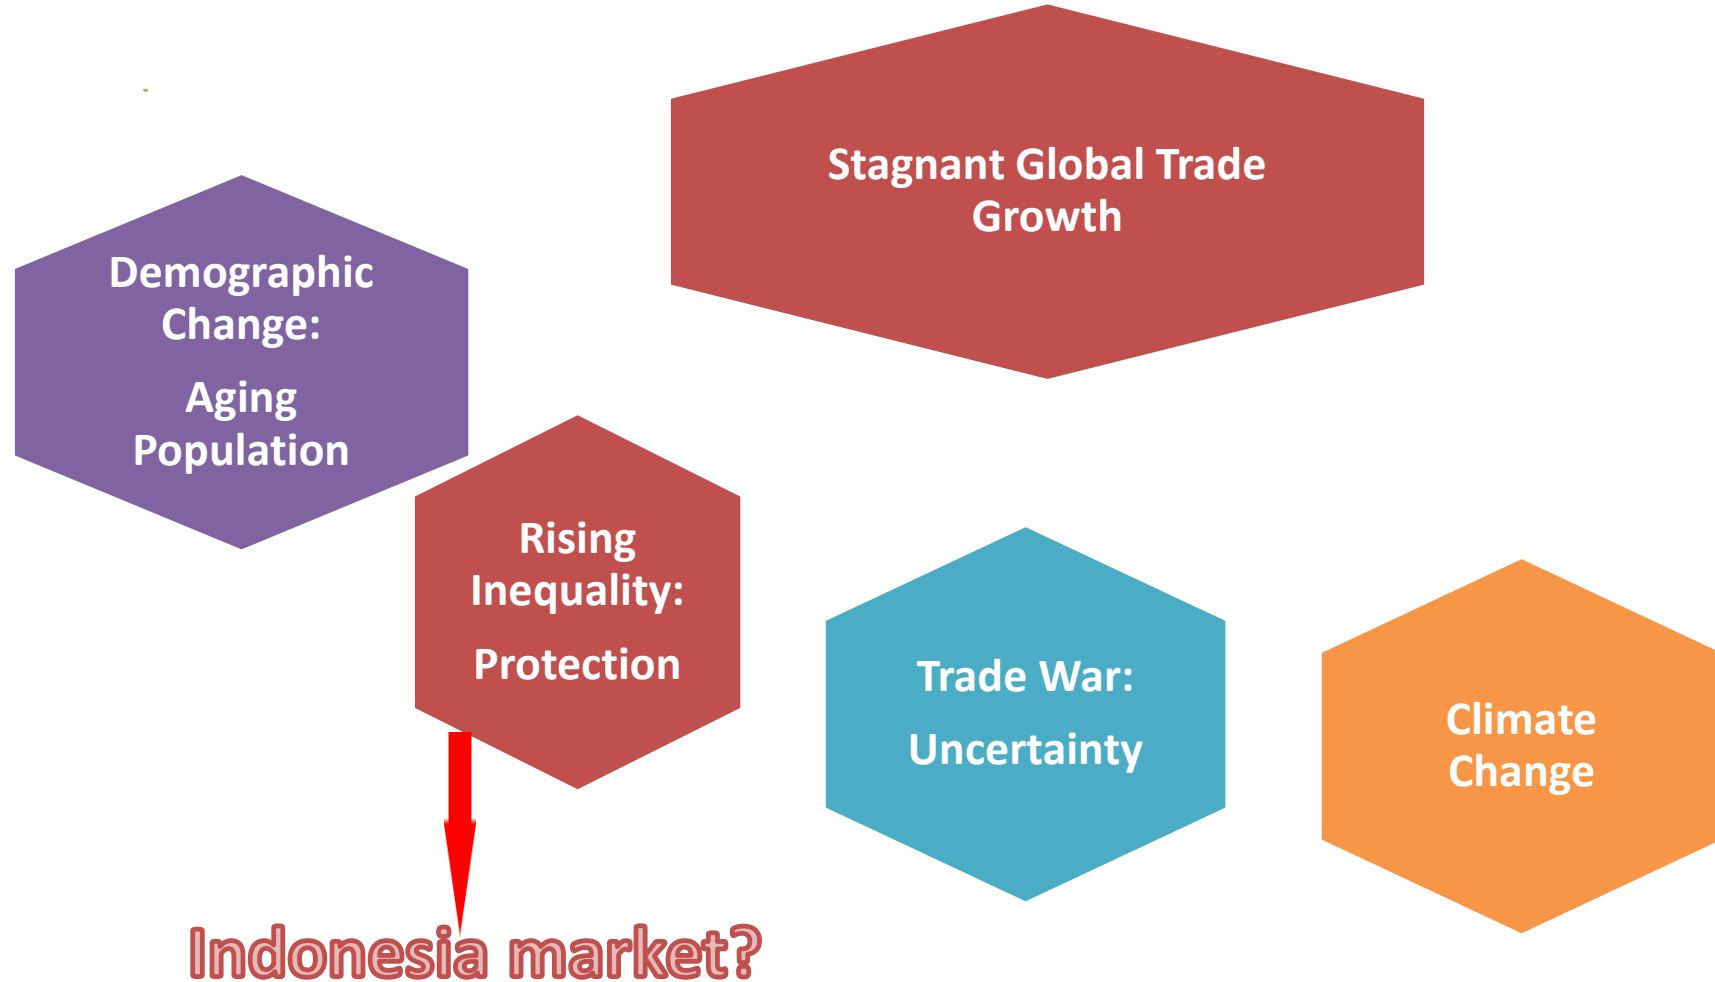 Stagnant Global Trade
Growth
Demographic
Change:
Aging
Population
Rising
Inequality:
Protection
Trade War:
Uncertainty
Climate
Change
Indonesia market?